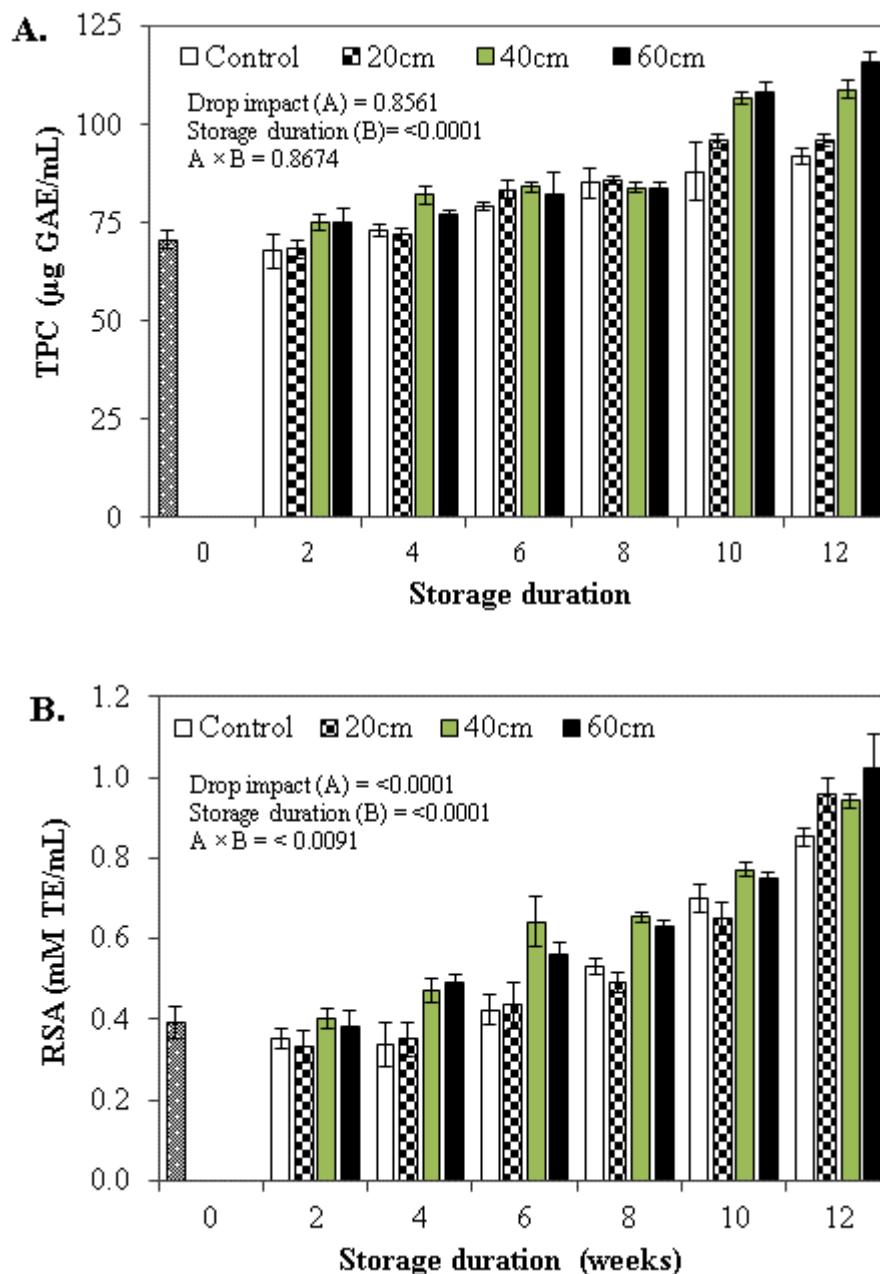 A.
125
100
75
50
25
0
TPC (µg GAE/mL)
Control 20cm 40cm 60cm
Drop impact (A) = 0.8561
Storage duration (B)= <0.0001
A × B = 0.8674
0 2 4 6 8 10 12
Storage duration
B.
1.2
1.0
0.8
0.6
0.4
0.2
0.0
RSA (mM TE/mL)
Control 20cm 40cm 60cm
Drop impact (A) = <0.0001
Storage duration (B) = <0.0001
A × B = < 0.0091
0 2 4 6 8 10 12
Storage duration (weeks)